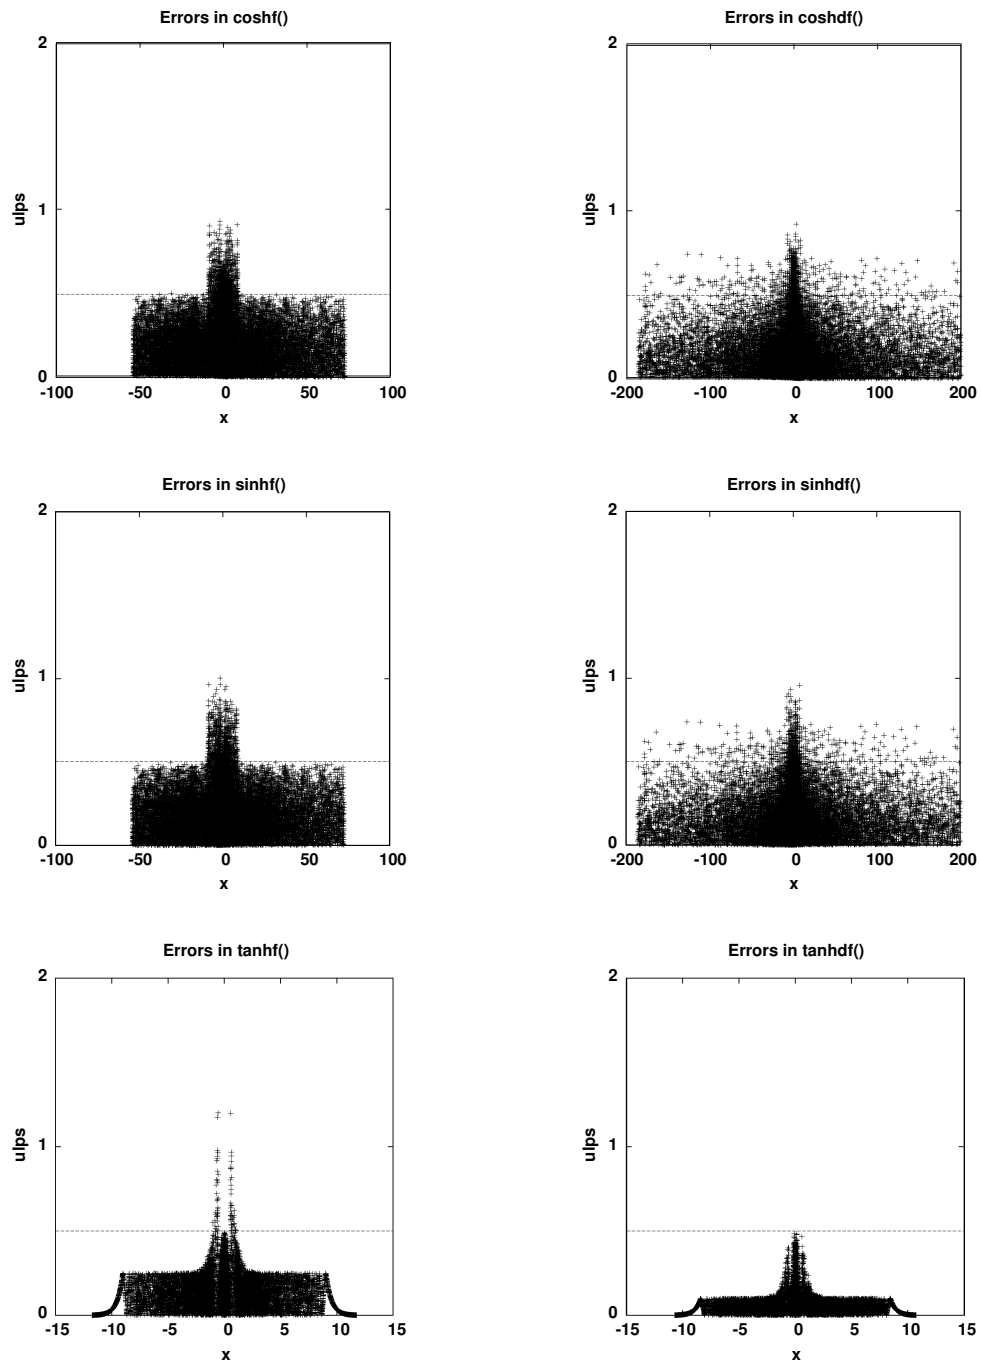 Errors in coshf()
2
1
0
ulps
-100
-50
0
50
100
x
Errors in coshdf()
2
1
0
ulps
-200
-100
0
100
200
x
Errors in sinhf()
2
1
0
ulps
-100
-50
0
50
100
x
Errors in sinhdf()
2
1
0
ulps
-200
-100
0
100
200
x
Errors in tanhf()
2
1
0
ulps
-15
-10
-5
0
5
10
15
x
Errors in tanhdf()
2
1
0
ulps
-15
-10
-5
0
5
10
15
x